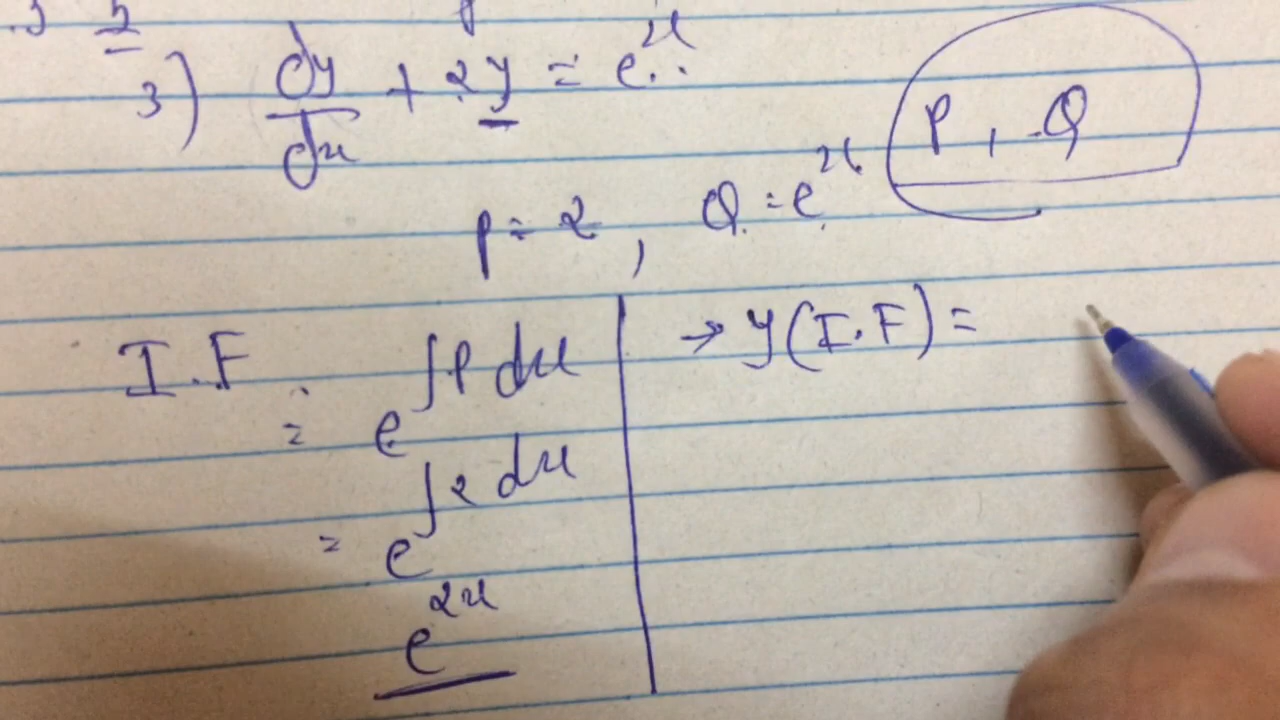 3) dy/dx + 2y = e^x
P, Q
P = 2, Q = e^x
I.F = e^∫P dx
= e^∫2 dx
e^2x
→ y(I.F) =